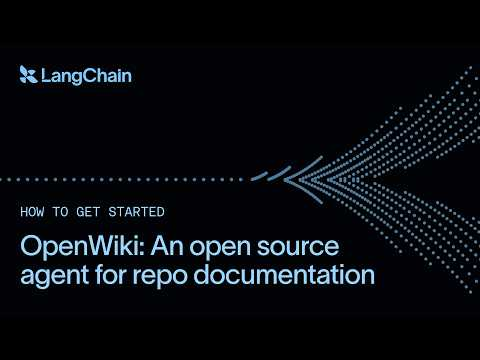 LangChain
HOW TO GET STARTED
OpenWiki: An open source
agent for repo documentation